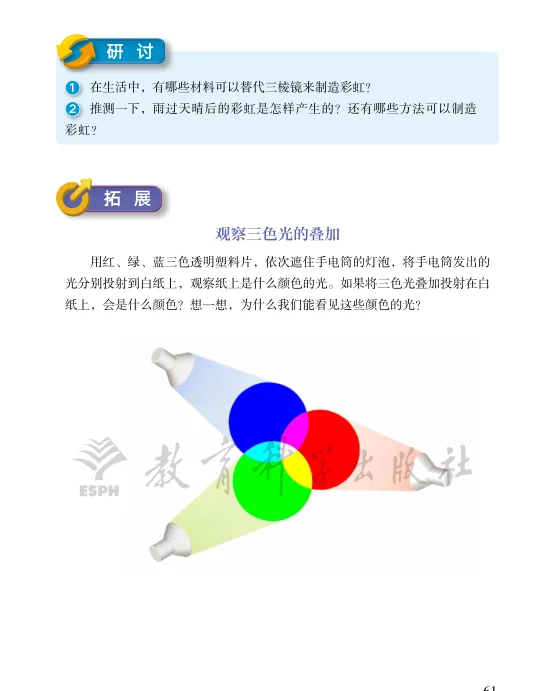 研讨
1 在生活中，有哪些材料可以替代三棱镜来制造彩虹？
2 推测一下，雨过天晴后的彩虹是怎样产生的？还有哪些方法可以制造
彩虹？
拓展
观察三色光的叠加
用红、绿、蓝三色透明塑料片，依次遮住手电筒的灯泡，将手电筒发出的
光分别投射到白纸上，观察纸上是什么颜色的光。如果将三色光叠加投射在白
纸上，会是什么颜色？想一想，为什么我们能看见这些颜色的光？
ESPH 教育科学出版社
61